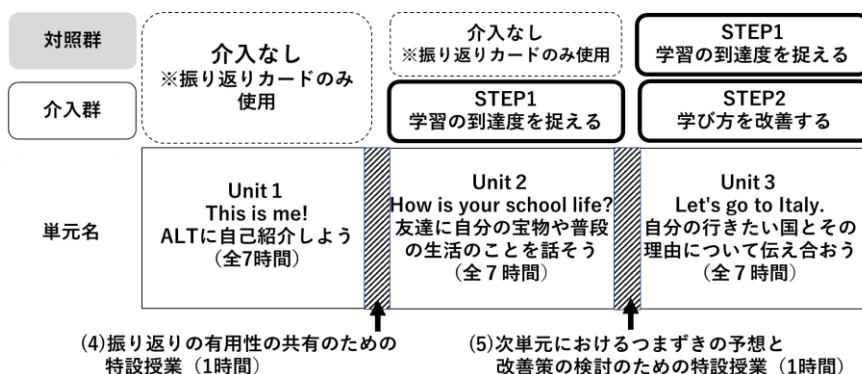 対照群
介入なし
※振り返りカードのみ
使用
介入なし
※振り返りカードのみ使用
STEP1
学習の到達度を捉える
介入群
STEP1
学習の到達度を捉える
STEP2
学び方を改善する
単元名
Unit 1
This is me!
ALTに自己紹介しよう
（全7時間）
Unit 2
How is your school life?
友達に自分の宝物や普段
の生活のことを話そう
（全７時間）
Unit 3
Let's go to Italy.
自分の行きたい国とその
理由について伝え合おう
（全７時間）
(4)振り返りの有用性の共有のための
特設授業（1時間）
(5)次単元におけるつまずきの予想と
改善策の検討のための特設授業（1時間）